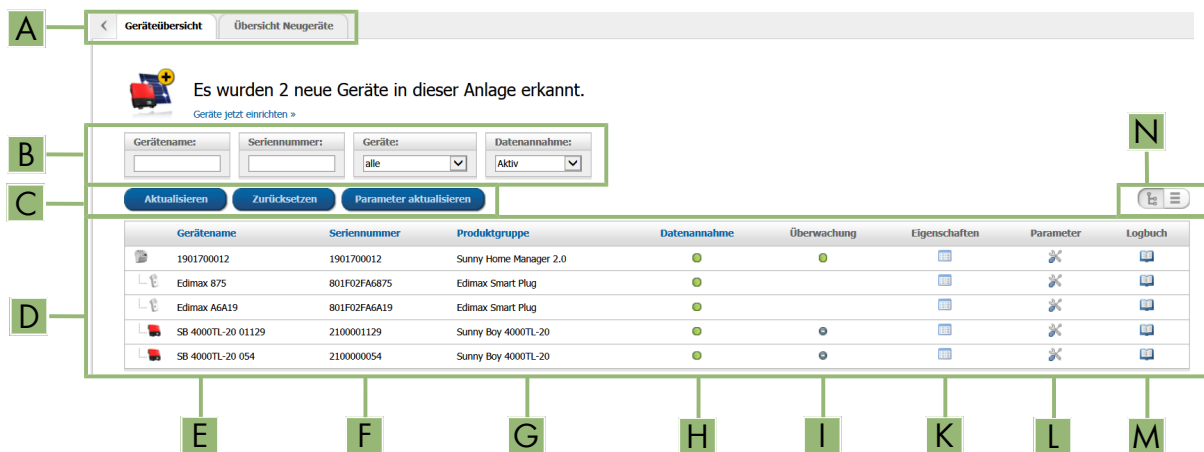 A
Geräteübersicht Übersicht Neugeräte
Es wurden 2 neue Geräte in dieser Anlage erkannt.
Geräte jetzt einrichten »
N
B
Gerätename: Seriennummer: Geräte: Datenannahme:
alle Aktiv
C
Aktualisieren Zurücksetzen Parameter aktualisieren
Gerätename Seriennummer Produktgruppe Datenannahme Überwachung Eigenschaften Parameter Logbuch
1901700012 1901700012 Sunny Home Manager 2.0
Edimax 875 801F02FA6875 Edimax Smart Plug
D
Edimax A6A19 801F02FA6A19 Edimax Smart Plug
SB 4000TL-20 01129 2100001129 Sunny Boy 4000TL-20
SB 4000TL-20 054 2100000054 Sunny Boy 4000TL-20
E F G H I K L M